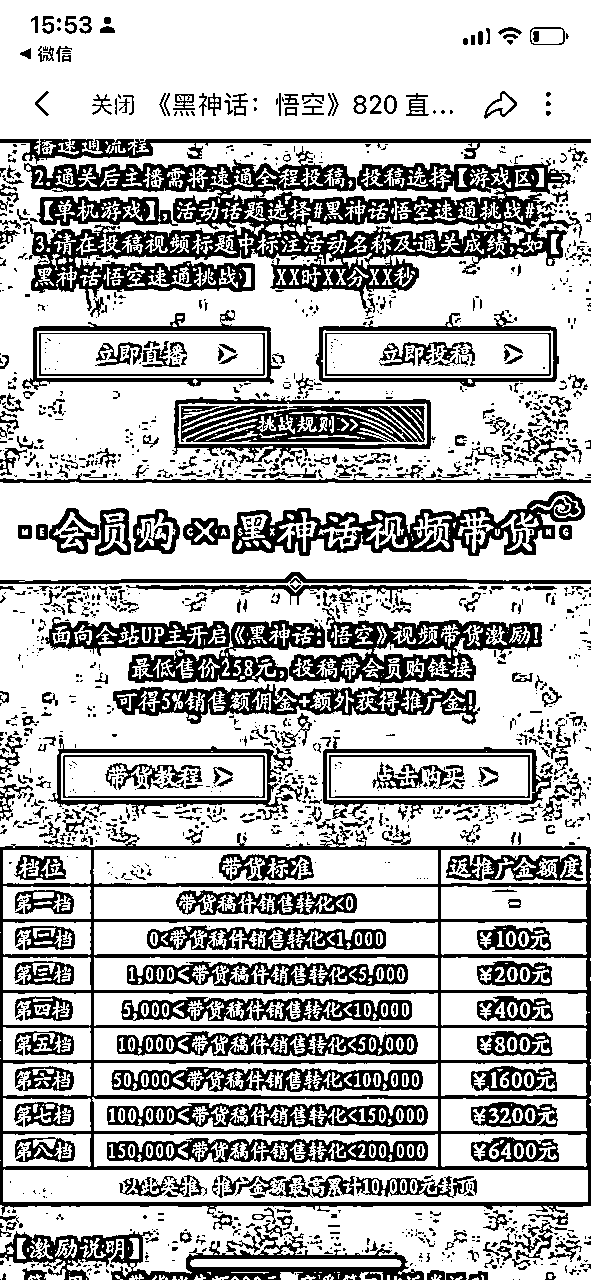 15:53
微信
关闭 《黑神话：悟空》820 直...
播速通流程
2.通关后主播需将速通全程投稿，投稿选择【游戏区】-
【单机游戏】，活动话题选择#黑神话悟空速通挑战#
3.请在投稿视频标题中标注活动名称及通关成绩，如【
黑神话悟空速通挑战】 XX时XX分XX秒
立即直播 > 立即投稿 >
挑战规则>>
会员购 × 黑神话视频带货
面向全站UP主开启《黑神话：悟空》视频带货激励！
最低售价258元，投稿带会员购链接
可得5%销售额佣金+额外获得推广金！
带货教程 > 点击购买 >
档位 带货标准 返推广金额度
第一档 带货稿件销售转化<0 -
第二档 0<带货稿件销售转化<1,000 ¥100元
第三档 1,000<带货稿件销售转化<5,000 ¥200元
第四档 5,000<带货稿件销售转化<10,000 ¥400元
第五档 10,000<带货稿件销售转化<50,000 ¥800元
第六档 50,000<带货稿件销售转化<100,000 ¥1600元
第七档 100,000<带货稿件销售转化<150,000 ¥3200元
第八档 150,000<带货稿件销售转化<200,000 ¥6400元
以此类推，推广金额最高累计10,000元封顶
【激励说明】